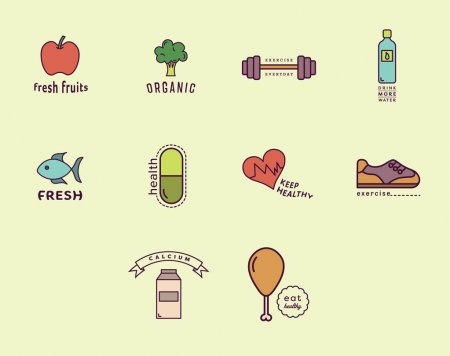 fresh fruits
ORGANIC
EXERCISE
EVERYDAY
DRINK
MORE
WATER
FRESH
health
KEEP
HEALTHY
exercise
CALCIUM
eat
healthy